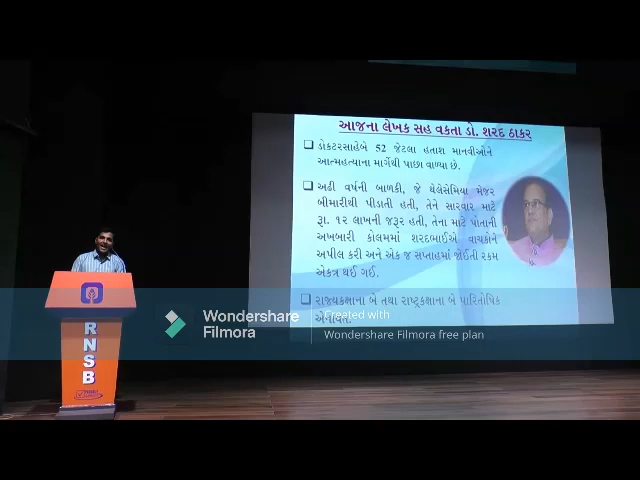 આજના લેખક સહ વક્તા ડો. શરદ ઠાકર
❑ ડોકટરસાહેબે 52 જેટલા હતાશ માનવીઓને
આત્મહત્યાના માર્ગેથી પાછા વાળ્યા છે.
❑ અઢી વર્ષની બાળકી, જે થેલેસેમિયા મેજર
બીમારીથી પીડાતી હતી, તેને સારવાર માટે
રૂા. ૧૨ લાખની જરૂર હતી, તેના માટે પોતાની
અખબારી કોલમમાં શરદભાઈએ વાચકોને
અપીલ કરી અને એક જ સપ્તાહમાં જોઈતી રકમ
એકત્ર થઈ ગઈ.
❑ રાજ્યકક્ષાના બે તથા રાષ્ટ્રકક્ષાના બે પારિતોષિક
Wondershare
Filmora
Created with
Wondershare Filmora free plan
RNSB